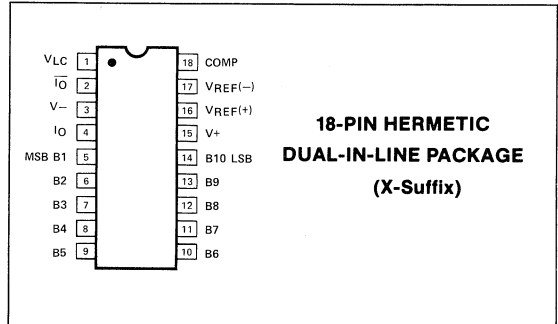 VLC 1 18 COMP
I̅O̅ 2 17 VREF(−)
V− 3 16 VREF(+)
IO 4 15 V+
MSB B1 5 14 B10 LSB
B2 6 13 B9
B3 7 12 B8
B4 8 11 B7
B5 9 10 B6
18-PIN HERMETIC
DUAL-IN-LINE PACKAGE
(X-Suffix)